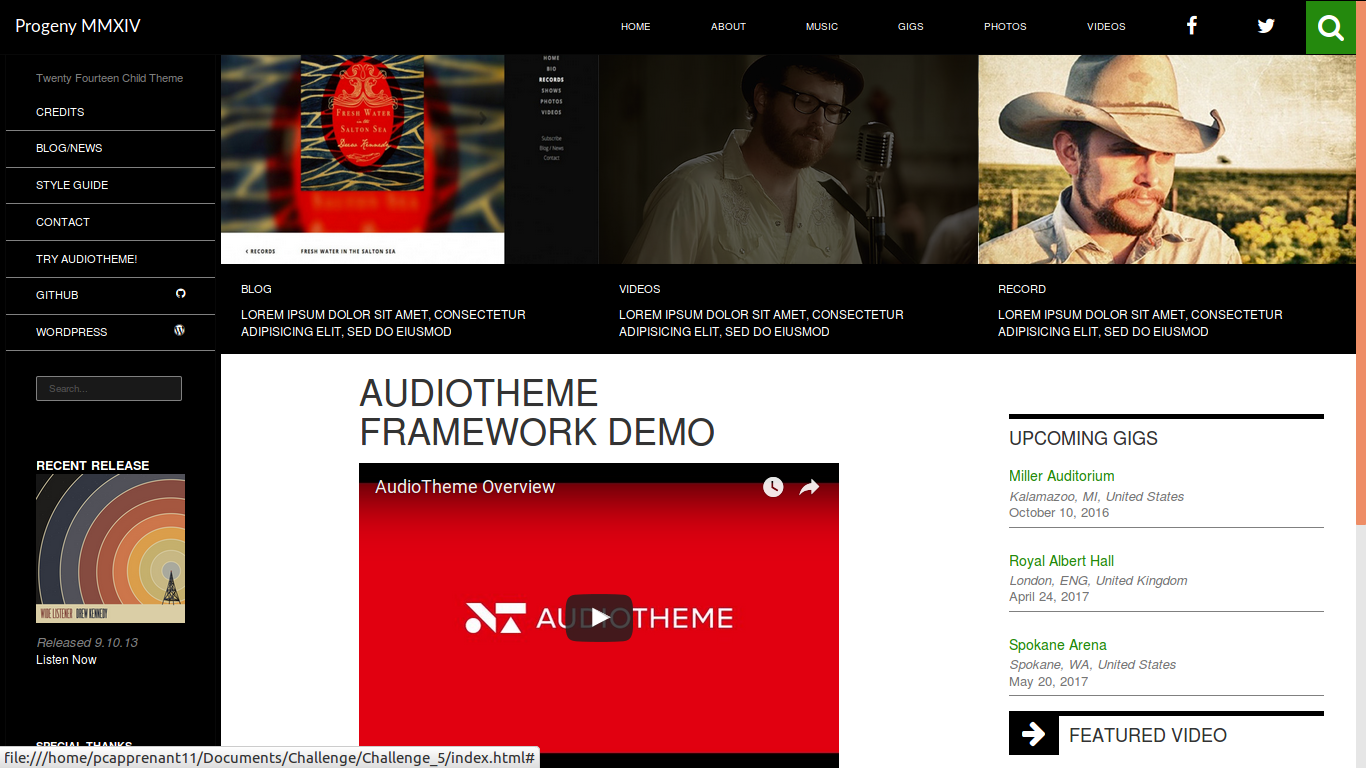 Progeny MMXIV
HOME
ABOUT
MUSIC
GIGS
PHOTOS
VIDEOS
Twenty Fourteen Child Theme
CREDITS
BLOG/NEWS
STYLE GUIDE
CONTACT
TRY AUDIOTHEME!
GITHUB
WORDPRESS
Search...
RECENT RELEASE
WIDE LISTENER DREW KENNEDY
Released 9.10.13
Listen Now
SPECIAL THANKS
FRESH WATER
IN THE
SALTON SEA
Drew Kennedy
HOME
BIO
RECORDS
SHOWS
PHOTOS
VIDEOS
Subscribe
Blog / News
Contact
< RECORDS
FRESH WATER IN THE SALTON SEA
BLOG
LOREM IPSUM DOLOR SIT AMET, CONSECTETUR
ADIPISICING ELIT, SED DO EIUSMOD
VIDEOS
LOREM IPSUM DOLOR SIT AMET, CONSECTETUR
ADIPISICING ELIT, SED DO EIUSMOD
RECORD
LOREM IPSUM DOLOR SIT AMET, CONSECTETUR
ADIPISICING ELIT, SED DO EIUSMOD
AUDIOTHEME
FRAMEWORK DEMO
AudioTheme Overview
AUDIOTHEME
UPCOMING GIGS
Miller Auditorium
Kalamazoo, MI, United States
October 10, 2016
Royal Albert Hall
London, ENG, United Kingdom
April 24, 2017
Spokane Arena
Spokane, WA, United States
May 20, 2017
FEATURED VIDEO
file:///home/pcapprenant11/Documents/Challenge/Challenge_5/index.html#